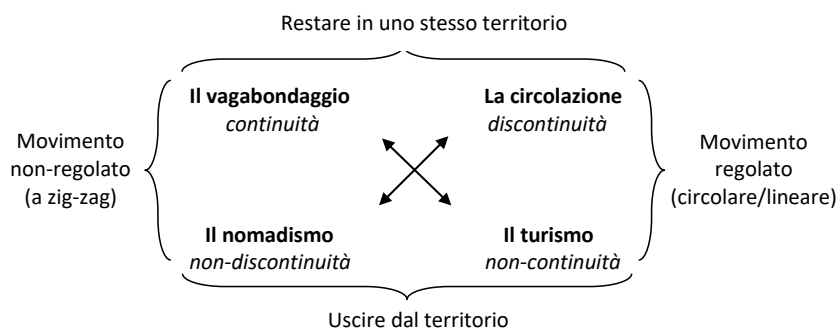 Restare in uno stesso territorio
Il vagabondaggio
continuità
La circolazione
discontinuità
Movimento
non-regolato
(a zig-zag)
Movimento
regolato
(circolare/lineare)
Il nomadismo
non-discontinuità
Il turismo
non-continuità
Uscire dal territorio